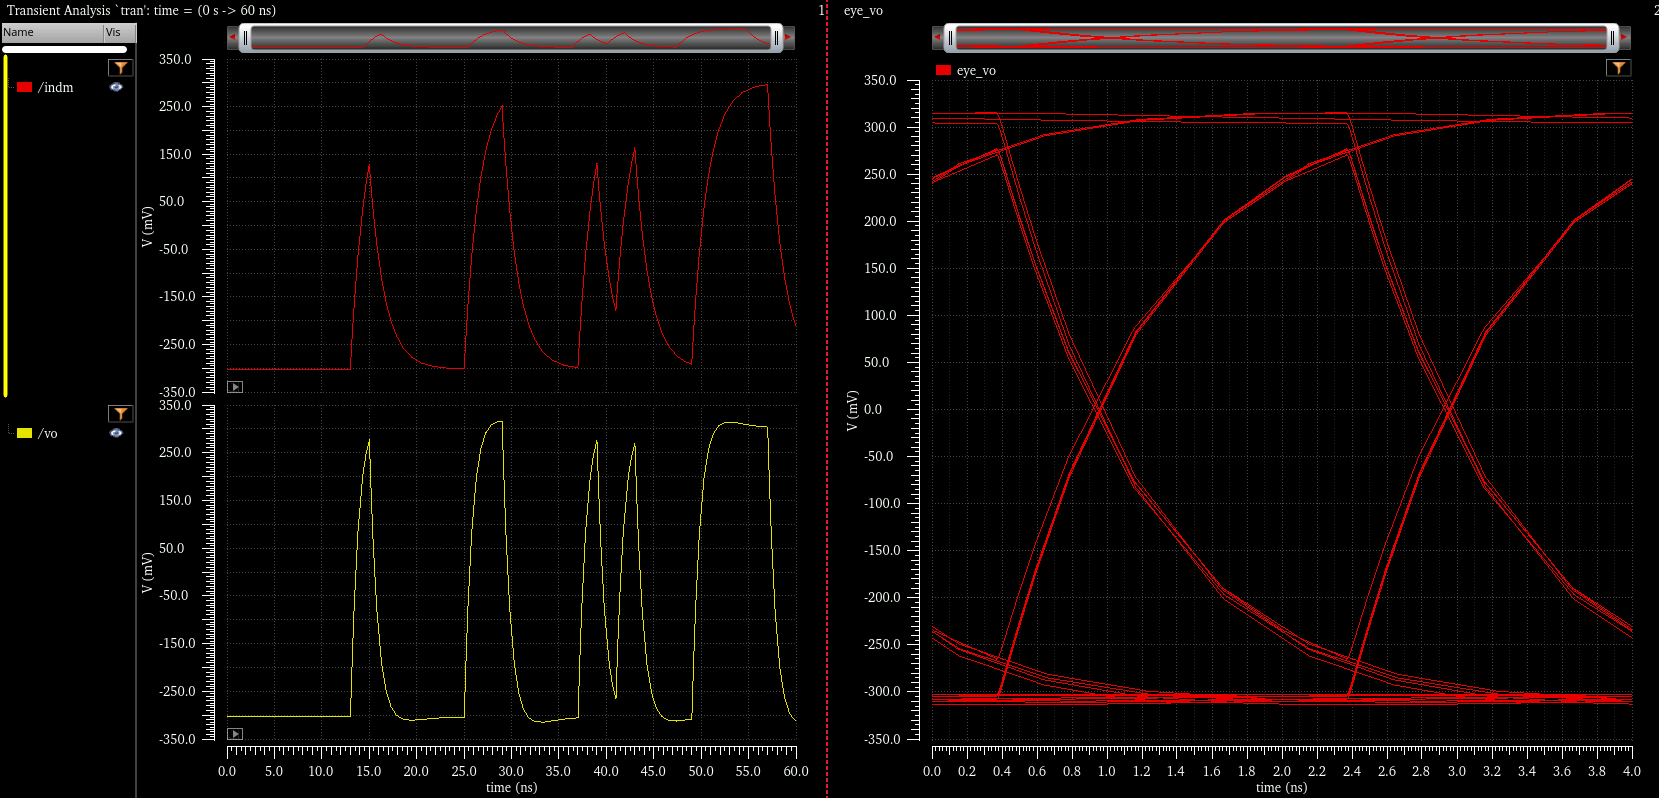 Transient Analysis `tran': time = (0 s -> 60 ns) 1
Name Vis
/indm
/vo
350.0
250.0
150.0
50.0
-50.0
-150.0
-250.0
-350.0
V (mV)
350.0
250.0
150.0
50.0
-50.0
-150.0
-250.0
-350.0
V (mV)
0.0 5.0 10.0 15.0 20.0 25.0 30.0 35.0 40.0 45.0 50.0 55.0 60.0
time (ns)
eye_vo 2
eye_vo
350.0
300.0
250.0
200.0
150.0
100.0
50.0
0.0
-50.0
-100.0
-150.0
-200.0
-250.0
-300.0
-350.0
V (mV)
0.0 0.2 0.4 0.6 0.8 1.0 1.2 1.4 1.6 1.8 2.0 2.2 2.4 2.6 2.8 3.0 3.2 3.4 3.6 3.8 4.0
time (ns)